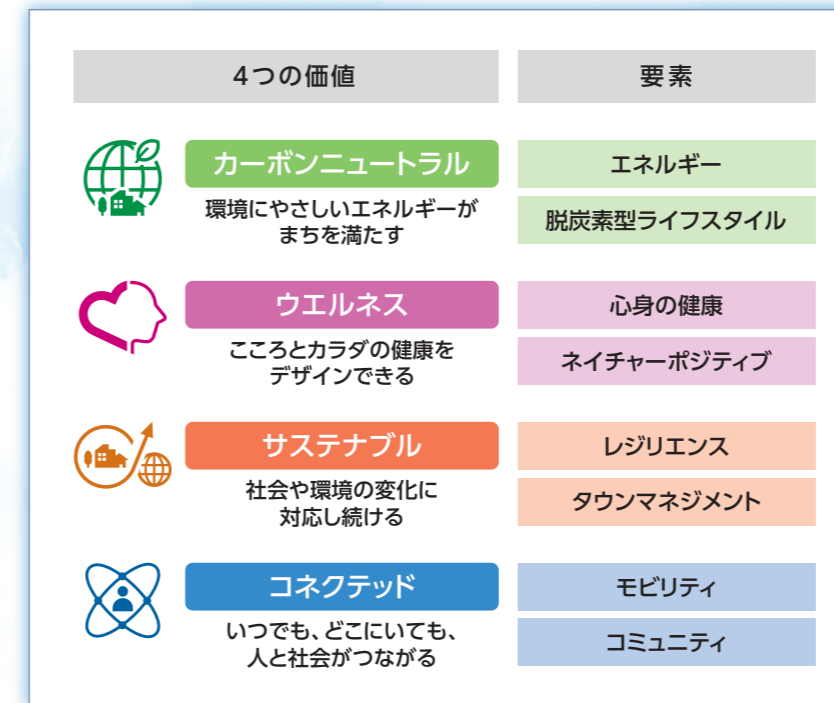 4つの価値
要素
カーボンニュートラル
環境にやさしいエネルギーが
まちを満たす
エネルギー
脱炭素型ライフスタイル
ウエルネス
こころとカラダの健康を
デザインできる
心身の健康
ネイチャーポジティブ
サステナブル
社会や環境の変化に
対応し続ける
レジリエンス
タウンマネジメント
コネクテッド
いつでも、どこにいても、
人と社会がつながる
モビリティ
コミュニティ